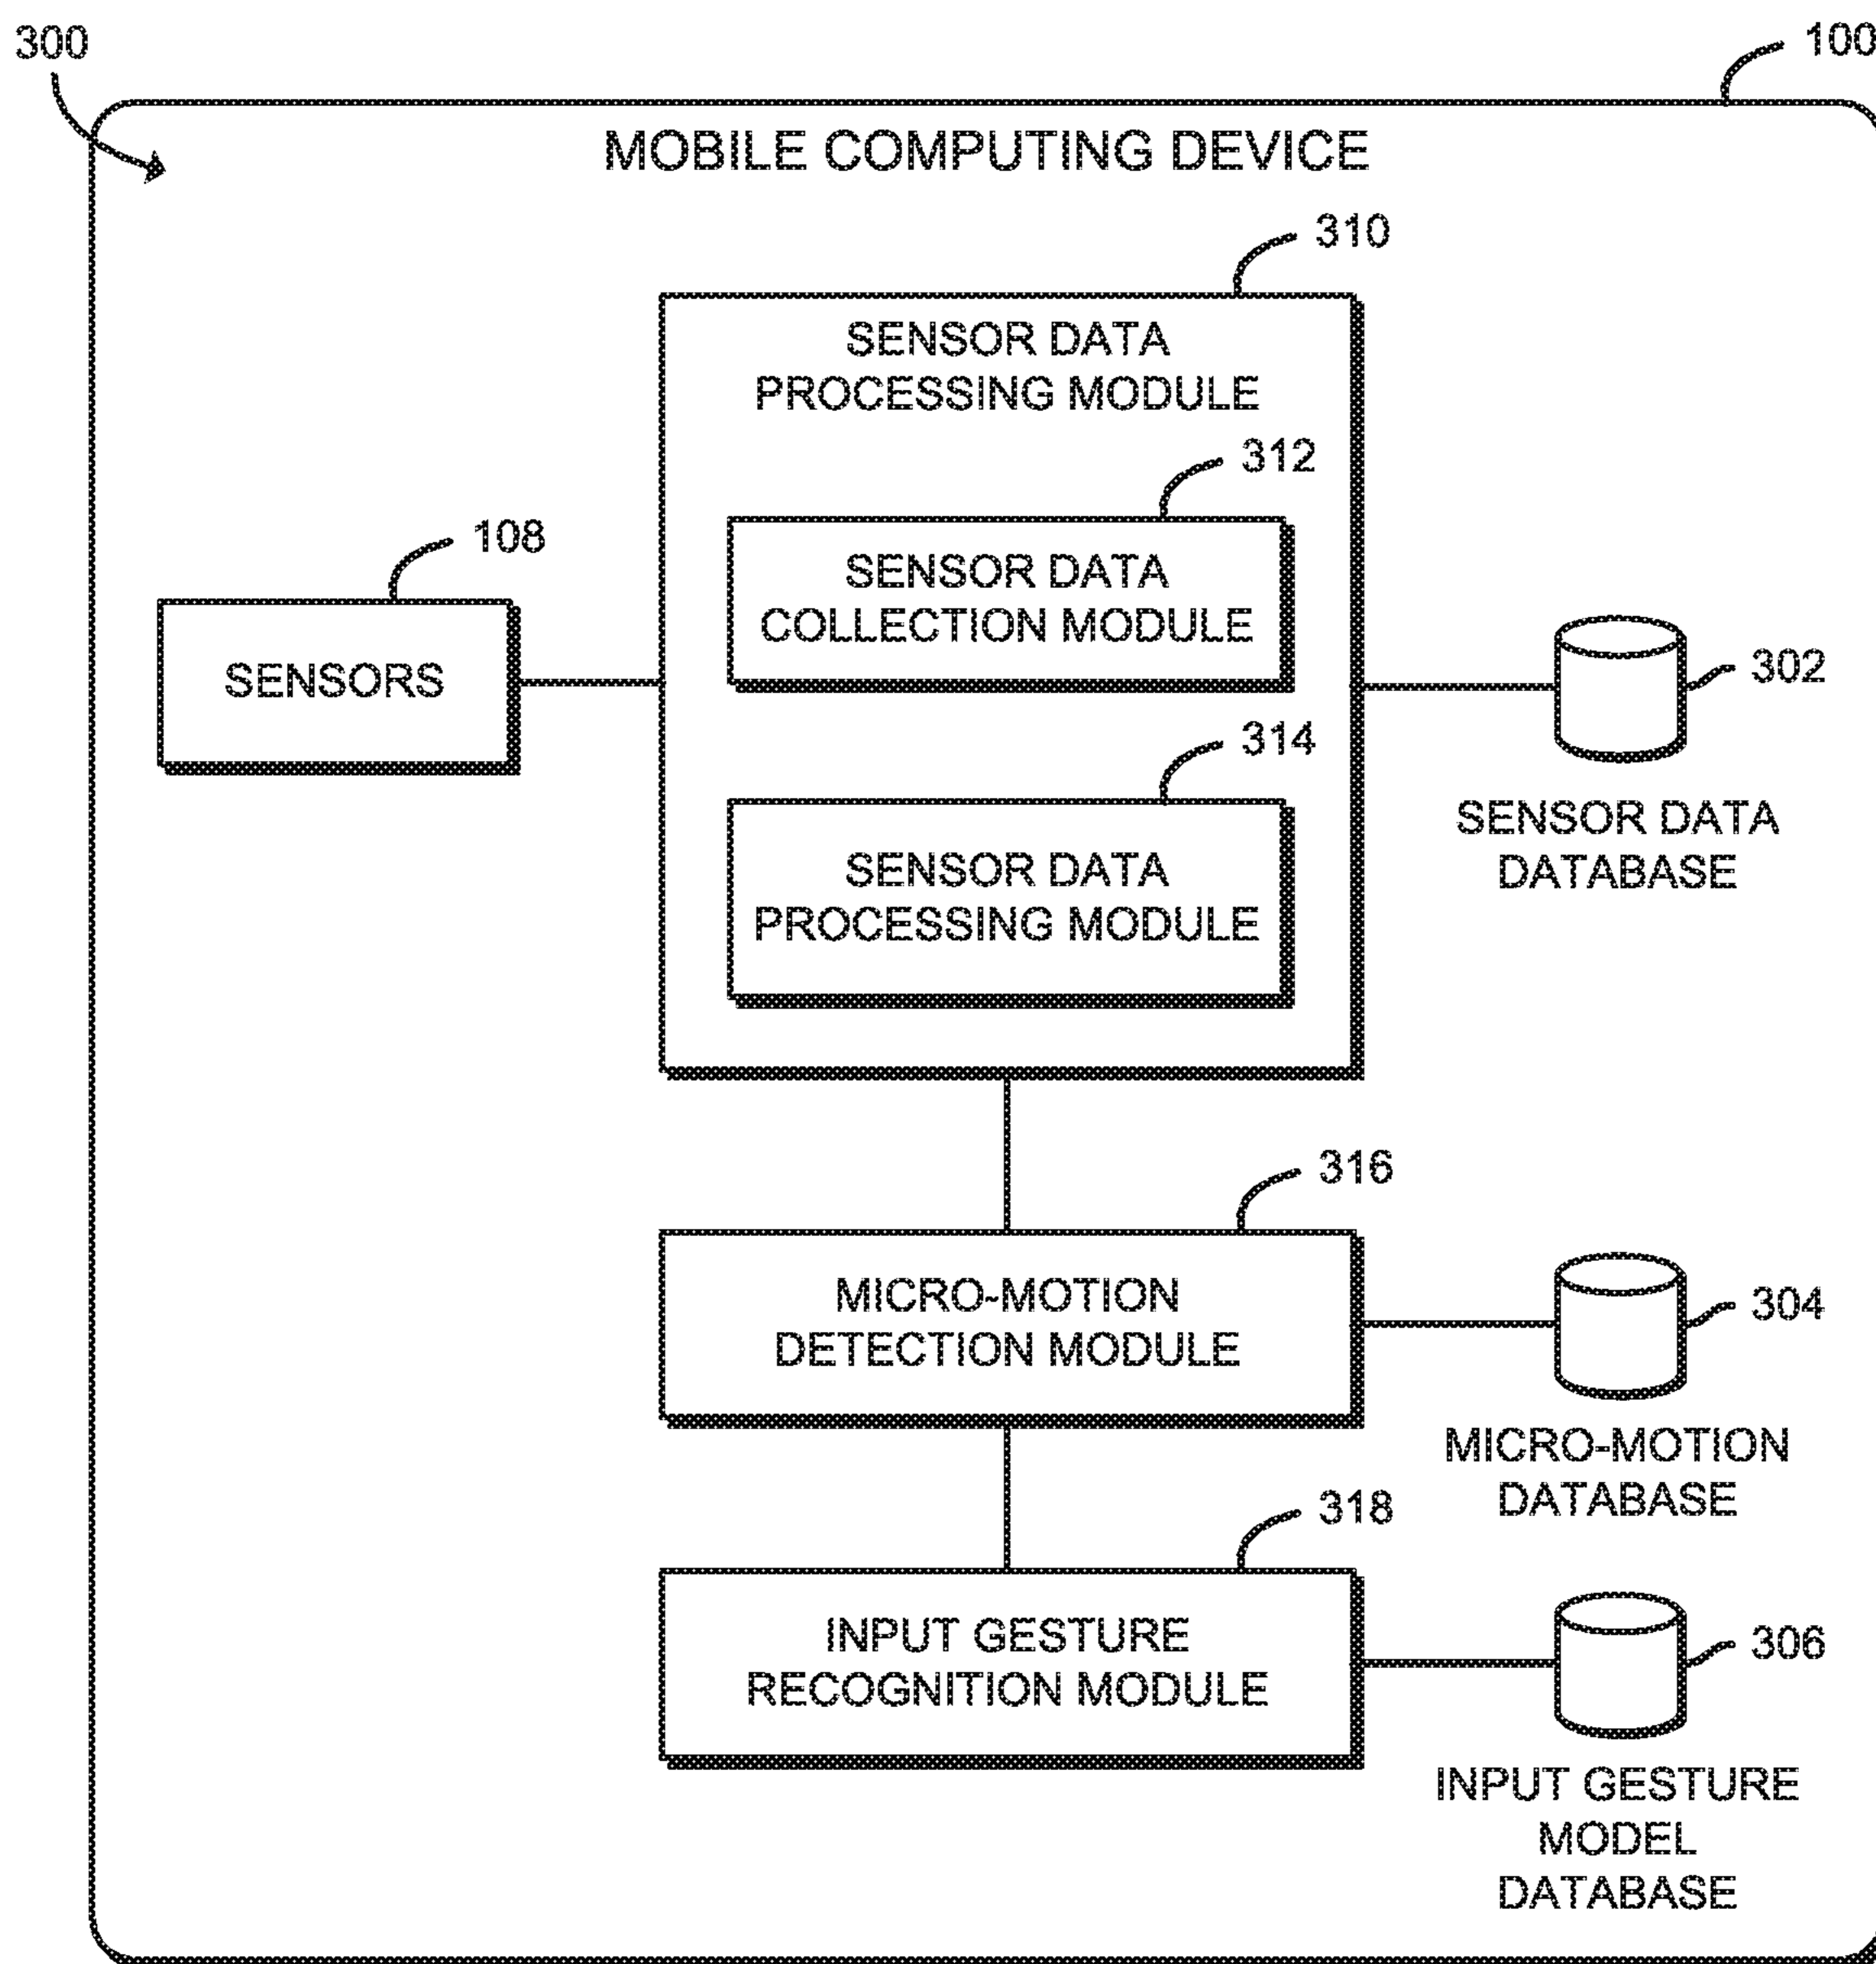 300
100
MOBILE COMPUTING DEVICE
310
SENSOR DATA
PROCESSING MODULE
312
SENSOR DATA
COLLECTION MODULE
108
SENSORS
302
SENSOR DATA
DATABASE
314
SENSOR DATA
PROCESSING MODULE
316
MICRO-MOTION
DETECTION MODULE
304
MICRO-MOTION
DATABASE
318
INPUT GESTURE
RECOGNITION MODULE
306
INPUT GESTURE
MODEL
DATABASE